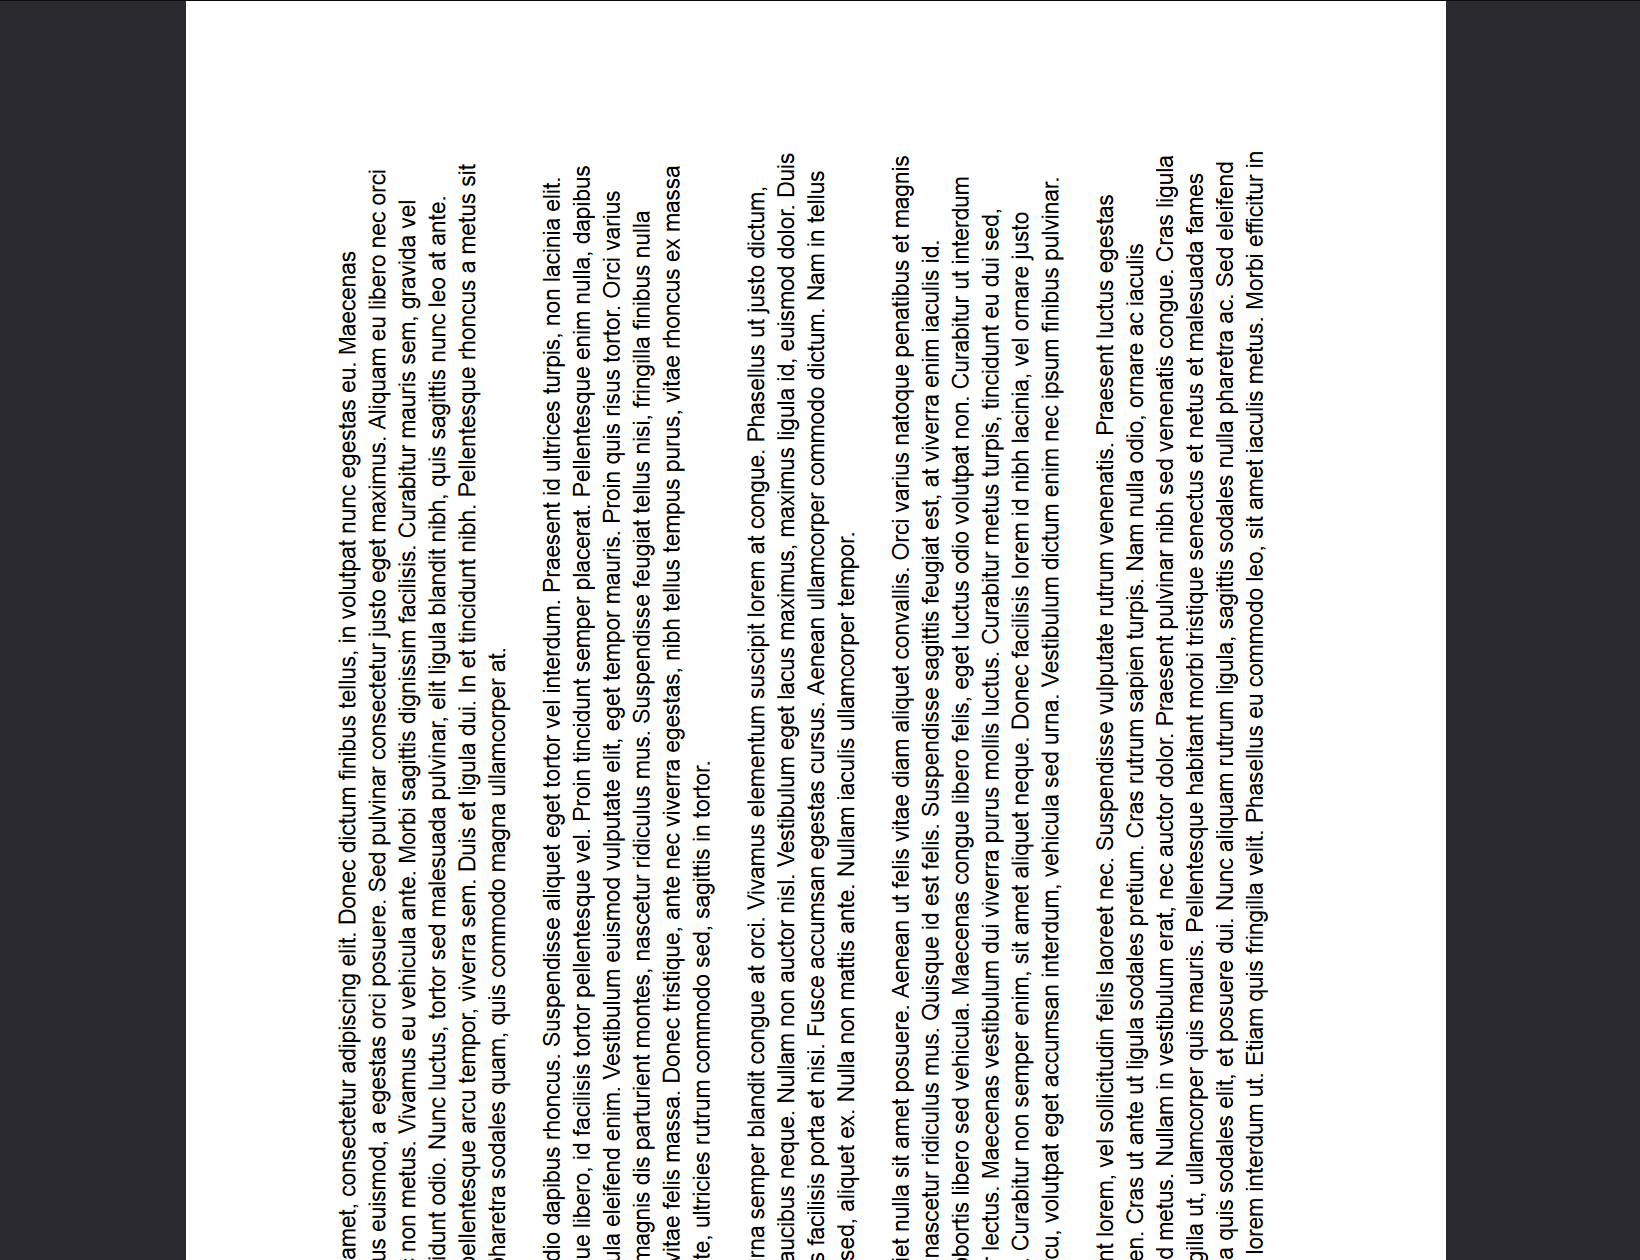 amet, consectetur adipiscing elit. Donec dictum finibus tellus, in volutpat nunc egestas eu. Maecenas
us euismod, a egestas orci posuere. Sed pulvinar consectetur justo eget maximus. Aliquam eu libero nec orci
non metus. Vivamus eu vehicula ante. Morbi sagittis dignissim facilisis. Curabitur mauris sem, gravida vel
idunt odio. Nunc luctus, tortor sed malesuada pulvinar, elit ligula blandit nibh, quis sagittis nunc leo at ante.
pellentesque arcu tempor, viverra sem. Duis et ligula dui. In et tincidunt nibh. Pellentesque rhoncus a metus sit
pharetra sodales quam, quis commodo magna ullamcorper at.
dio dapibus rhoncus. Suspendisse aliquet eget tortor vel interdum. Praesent id ultrices turpis, non lacinia elit.
ue libero, id facilisis tortor pellentesque vel. Proin tincidunt semper placerat. Pellentesque enim nulla, dapibus
ula eleifend enim. Vestibulum euismod vulputate elit, eget tempor mauris. Proin quis risus tortor. Orci varius
magnis dis parturient montes, nascetur ridiculus mus. Suspendisse feugiat tellus nisi, fringilla finibus nulla
vitae felis massa. Donec tristique, ante nec viverra egestas, nibh tellus tempus purus, vitae rhoncus ex massa
te, ultricies rutrum commodo sed, sagittis in tortor.
rna semper blandit congue at orci. Vivamus elementum suscipit lorem at congue. Phasellus ut justo dictum,
aucibus neque. Nullam non auctor nisl. Vestibulum eget lacus maximus, maximus ligula id, euismod dolor. Duis
s facilisis porta et nisi. Fusce accumsan egestas cursus. Aenean ullamcorper commodo dictum. Nam in tellus
sed, aliquet ex. Nulla non mattis ante. Nullam iaculis ullamcorper tempor.
iet nulla sit amet posuere. Aenean ut felis vitae diam aliquet convallis. Orci varius natoque penatibus et magnis
nascetur ridiculus mus. Quisque id est felis. Suspendisse sagittis feugiat est, at viverra enim iaculis id.
obortis libero sed vehicula. Maecenas congue libero felis, eget luctus odio volutpat non. Curabitur ut interdum
lectus. Maecenas vestibulum dui viverra purus mollis luctus. Curabitur metus turpis, tincidunt eu dui sed,
. Curabitur non semper enim, sit amet aliquet neque. Donec facilisis lorem id nibh lacinia, vel ornare justo
cu, volutpat eget accumsan interdum, vehicula sed urna. Vestibulum dictum enim nec ipsum finibus pulvinar.
nt lorem, vel sollicitudin felis laoreet nec. Suspendisse vulputate rutrum venenatis. Praesent luctus egestas
en. Cras ut ante ut ligula sodales pretium. Cras rutrum sapien turpis. Nam nulla odio, ornare ac iaculis
d metus. Nullam in vestibulum erat, nec auctor dolor. Praesent pulvinar nibh sed venenatis congue. Cras ligula
gilla ut, ullamcorper quis mauris. Pellentesque habitant morbi tristique senectus et netus et malesuada fames
a quis sodales elit, et posuere dui. Nunc aliquam rutrum ligula, sagittis sodales nulla pharetra ac. Sed eleifend
lorem interdum ut. Etiam quis fringilla velit. Phasellus eu commodo leo, sit amet iaculis metus. Morbi efficitur in